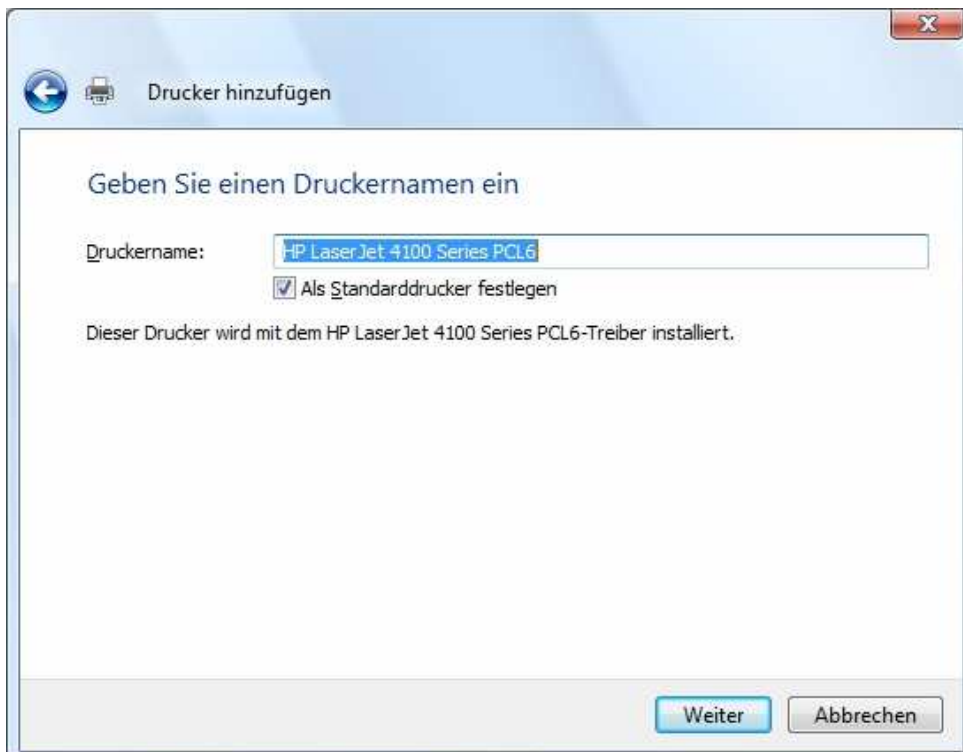 Drucker hinzufügen
Geben Sie einen Druckernamen ein
Druckername: HP LaserJet 4100 Series PCL6
Als Standarddrucker festlegen
Dieser Drucker wird mit dem HP LaserJet 4100 Series PCL6-Treiber installiert.
Weiter Abbrechen